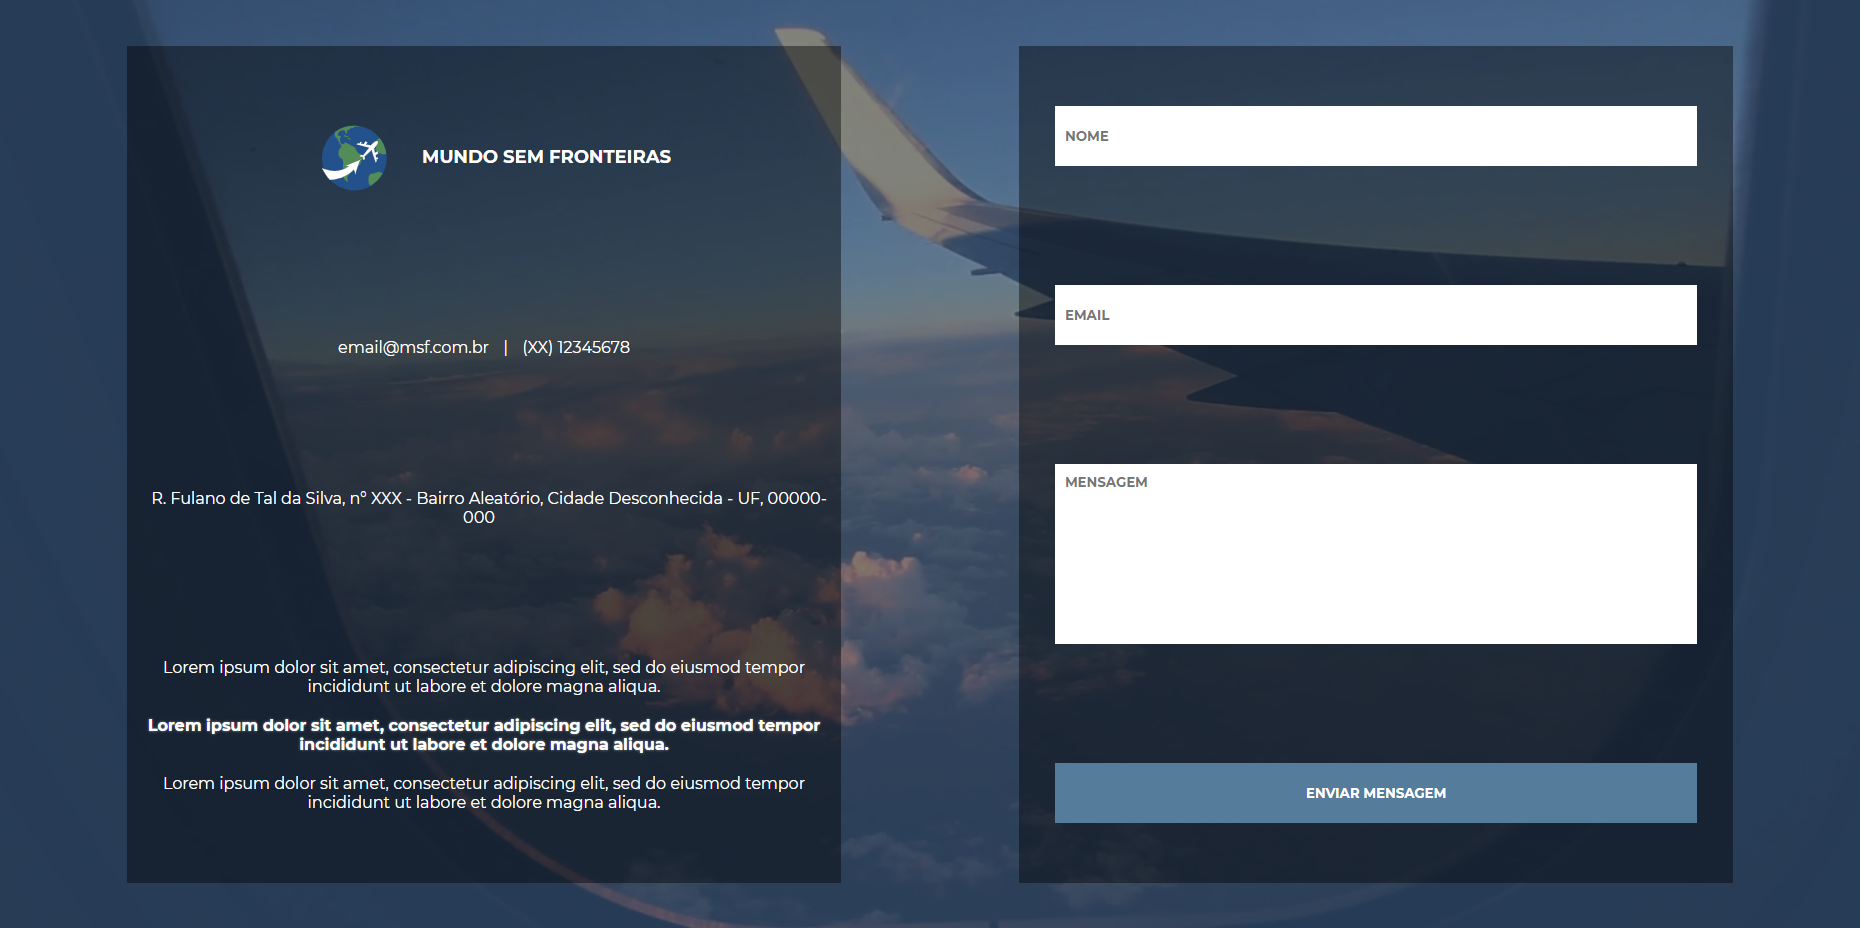 MUNDO SEM FRONTEIRAS
email@msf.com.br | (XX) 12345678
R. Fulano de Tal da Silva, nº XXX - Bairro Aleatório, Cidade Desconhecida - UF, 00000-
000
Lorem ipsum dolor sit amet, consectetur adipiscing elit, sed do eiusmod tempor
incididunt ut labore et dolore magna aliqua.
Lorem ipsum dolor sit amet, consectetur adipiscing elit, sed do eiusmod tempor
incididunt ut labore et dolore magna aliqua.
Lorem ipsum dolor sit amet, consectetur adipiscing elit, sed do eiusmod tempor
incididunt ut labore et dolore magna aliqua.
NOME
EMAIL
MENSAGEM
ENVIAR MENSAGEM